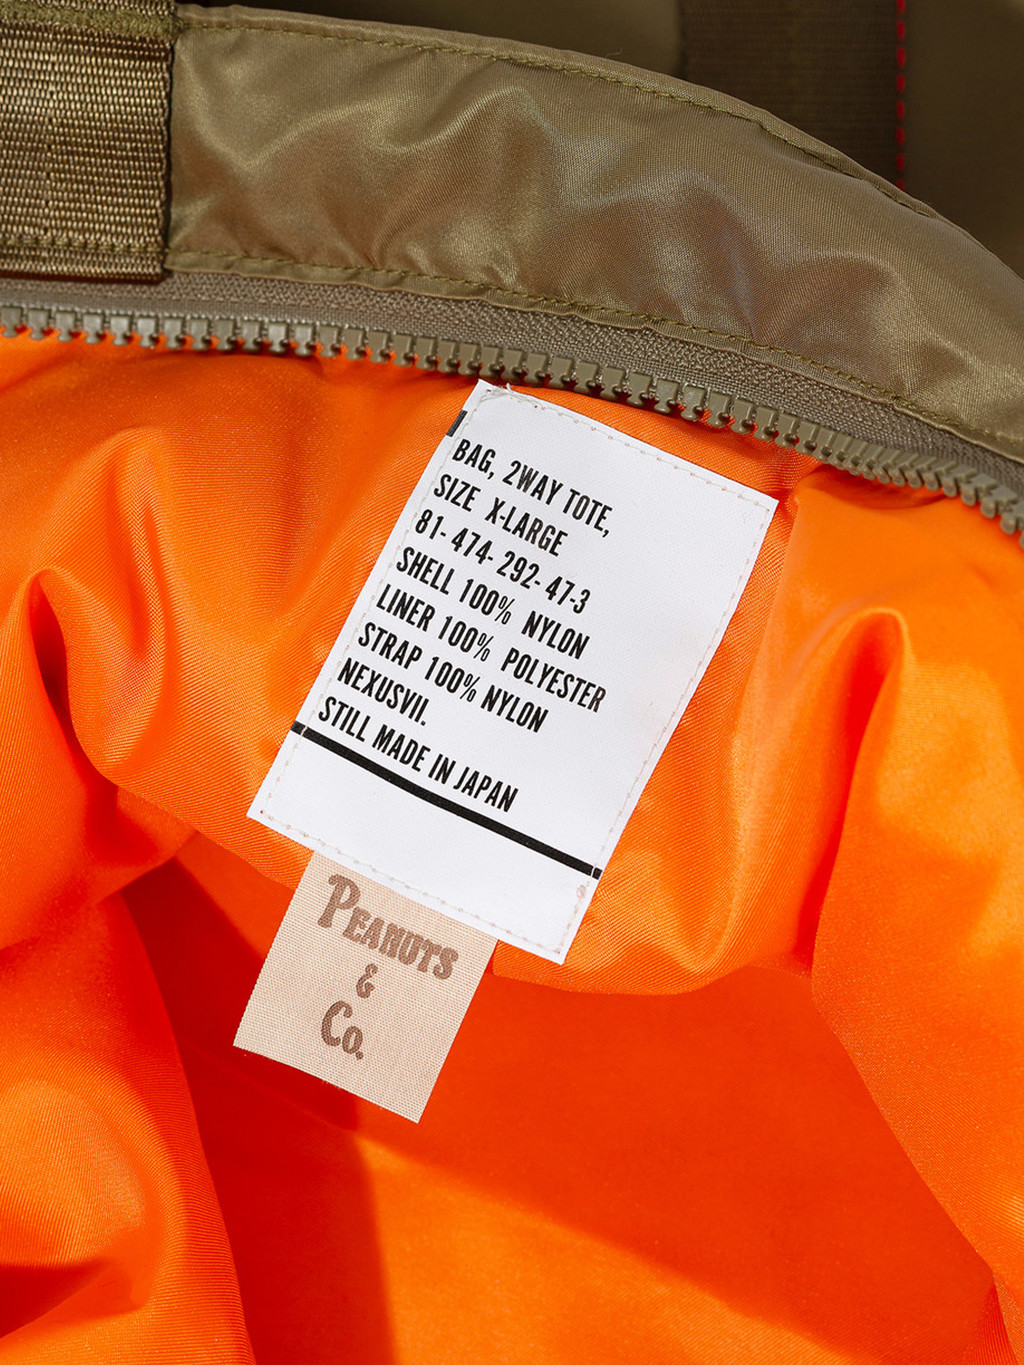 BAG, 2WAY TOTE,
SIZE X-LARGE
81-474-292-47-3
SHELL 100% NYLON
LINER 100% POLYESTER
STRAP 100% NYLON
NEXUSVII.
STILL MADE IN JAPAN
PEANUTS
&
Co.